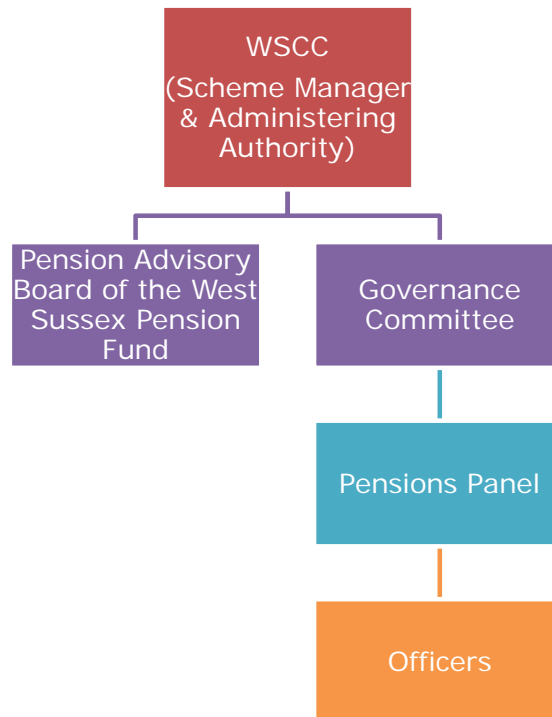 WSCC
(Scheme Manager
& Administering
Authority)
Pension Advisory
Board of the West
Sussex Pension
Fund
Governance
Committee
Pensions Panel
Officers